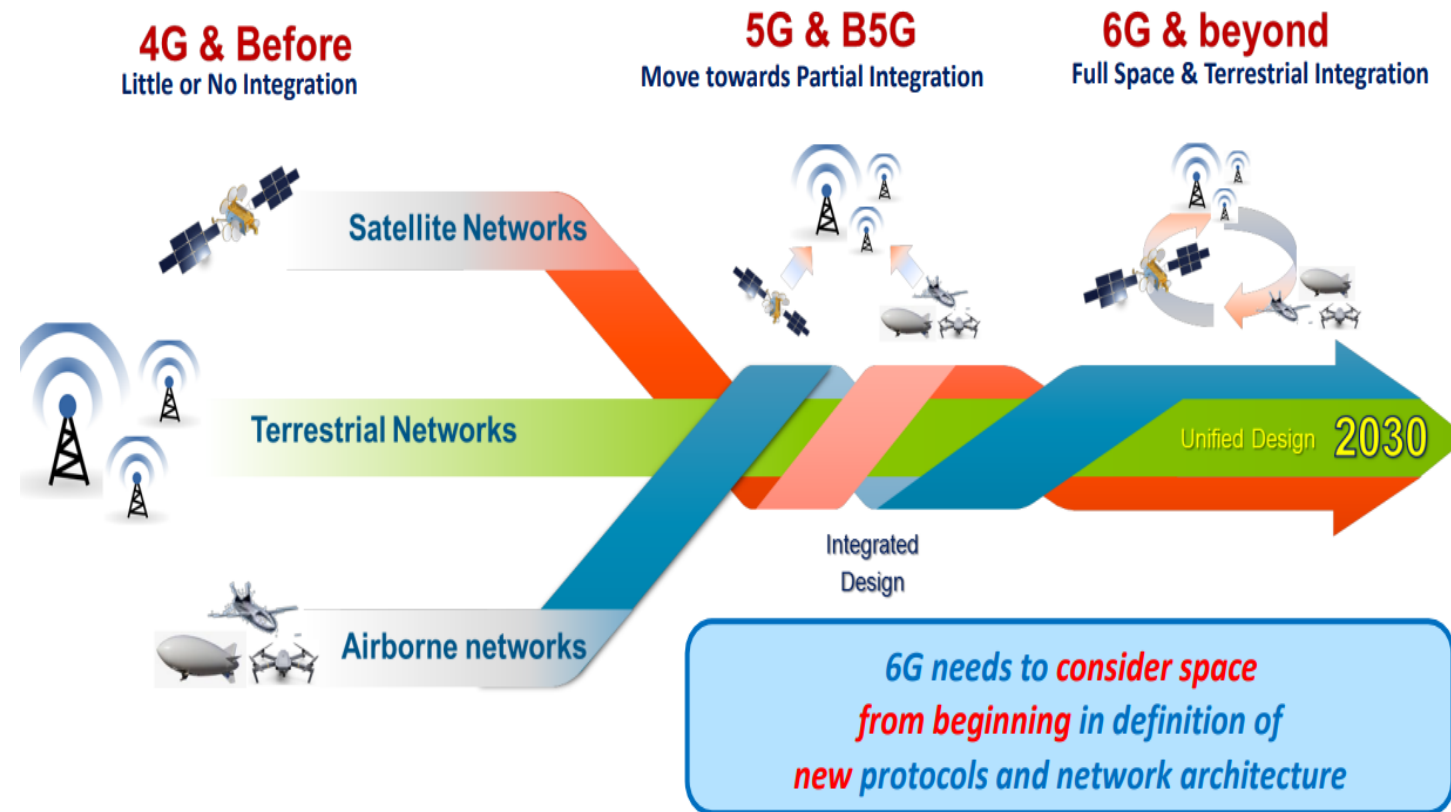 4G & Before
Little or No Integration
5G & B5G
Move towards Partial Integration
6G & beyond
Full Space & Terrestrial Integration
Satellite Networks
Terrestrial Networks
Airborne networks
Integrated
Design
Unified Design 2030
6G needs to consider space
from beginning in definition of
new protocols and network architecture